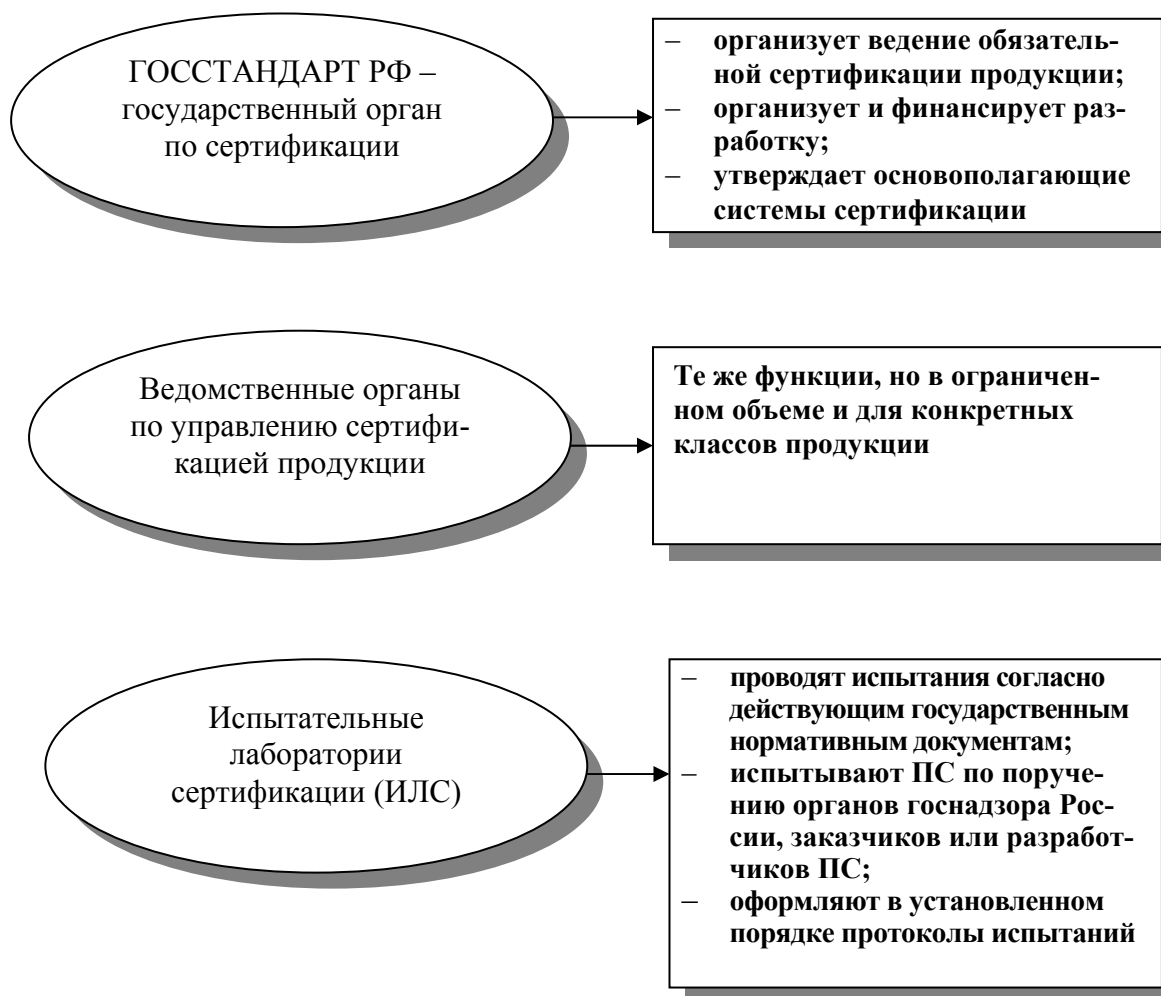 ГОССТАНДАРТ РФ –
государственный орган
по сертификации
– организует ведение обязатель-
ной сертификации продукции;
– организует и финансирует раз-
работку;
– утверждает основополагающие
системы сертификации
Ведомственные органы
по управлению сертифи-
кацией продукции
Те же функции, но в ограничен-
ном объеме и для конкретных
классов продукции
Испытательные
лаборатории
сертификации (ИЛС)
– проводят испытания согласно
действующим государственным
нормативным документам;
– испытывают ПС по поруче-
нию органов госнадзора Рос-
сии, заказчиков или разработ-
чиков ПС;
– оформляют в установленном
порядке протоколы испытаний